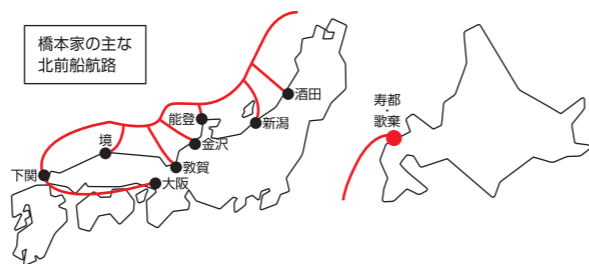 橋本家の主な
北前船航路
酒田
新潟
能登
金沢
敦賀
境
下関
大阪
寿都
・
歌棄